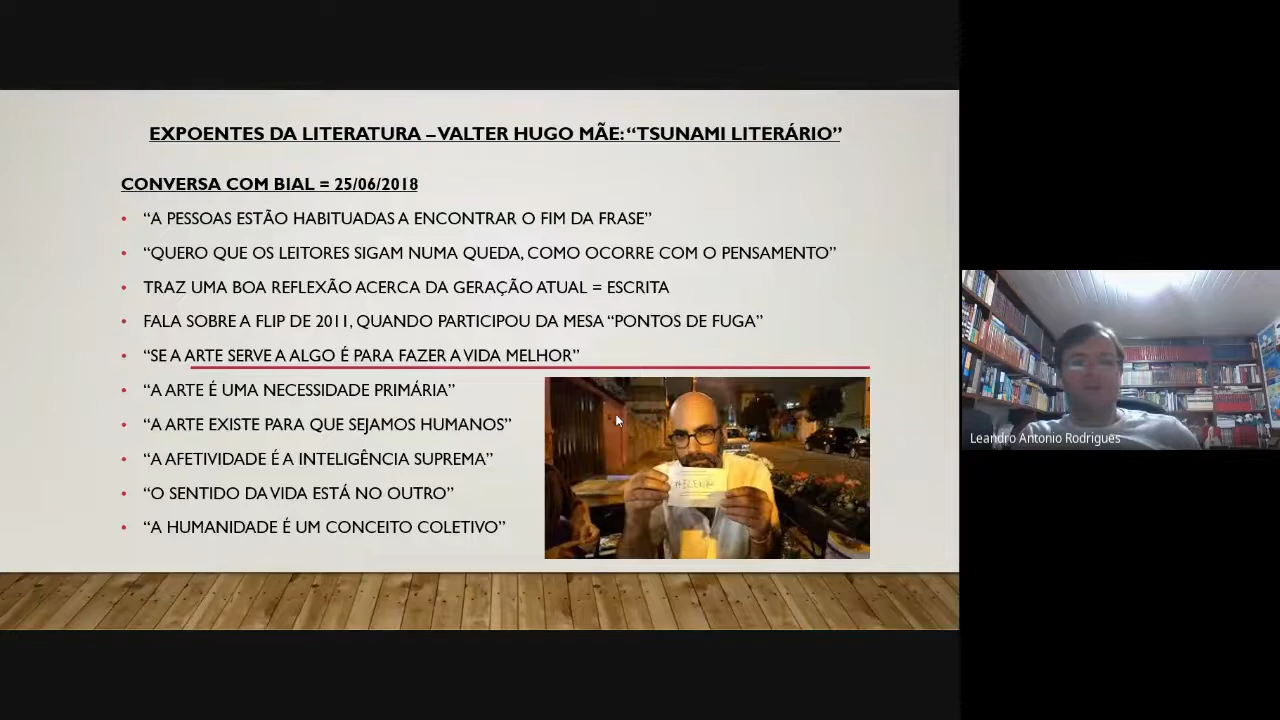 EXPOENTES DA LITERATURA – VALTER HUGO MÃE: “TSUNAMI LITERÁRIO”
CONVERSA COM BIAL = 25/06/2018
• “A PESSOAS ESTÃO HABITUADAS A ENCONTRAR O FIM DA FRASE”
• “QUERO QUE OS LEITORES SIGAM NUMA QUEDA, COMO OCORRE COM O PENSAMENTO”
• TRAZ UMA BOA REFLEXÃO ACERCA DA GERAÇÃO ATUAL = ESCRITA
• FALA SOBRE A FLIP DE 2011, QUANDO PARTICIPOU DA MESA “PONTOS DE FUGA”
• “SE A ARTE SERVE A ALGO É PARA FAZER A VIDA MELHOR”
• “A ARTE É UMA NECESSIDADE PRIMÁRIA”
• “A ARTE EXISTE PARA QUE SEJAMOS HUMANOS”
• “A AFETIVIDADE É A INTELIGÊNCIA SUPREMA”
• “O SENTIDO DA VIDA ESTÁ NO OUTRO”
• “A HUMANIDADE É UM CONCEITO COLETIVO”
HELENA
Leandro Antonio Rodrigues